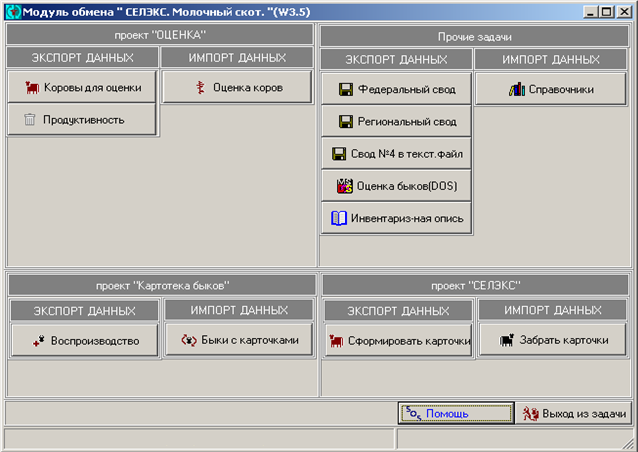 Модуль обмена " СЕЛЭКС. Молочный скот. "(W3.5)
проект "ОЦЕНКА"
ЭКСПОРТ ДАННЫХ
ИМПОРТ ДАННЫХ
Коровы для оценки
Оценка коров
Продуктивность
Прочие задачи
ЭКСПОРТ ДАННЫХ
ИМПОРТ ДАННЫХ
Федеральный свод
Справочники
Региональный свод
Свод №4 в текст.файл
Оценка быков(DOS)
Инвентариз-ная опись
проект "Картотека быков"
ЭКСПОРТ ДАННЫХ
ИМПОРТ ДАННЫХ
Воспроизводство
Быки с карточками
проект "СЕЛЭКС"
ЭКСПОРТ ДАННЫХ
ИМПОРТ ДАННЫХ
Сформировать карточки
Забрать карточки
SOS Помощь
Выход из задачи